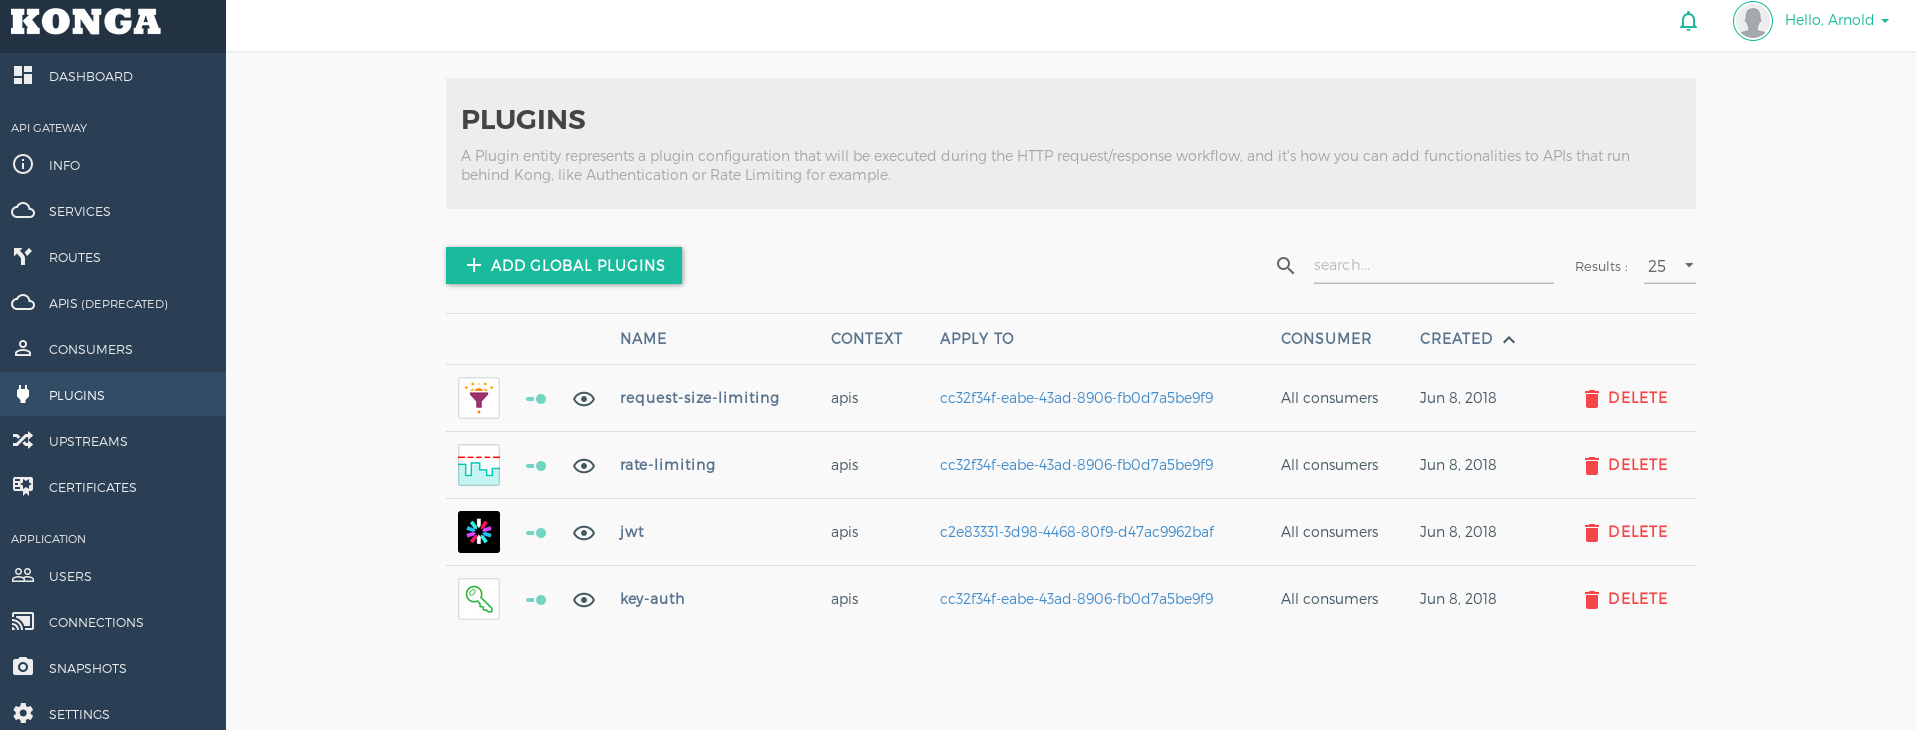 KONGA
Hello, Arnold
DASHBOARD
API GATEWAY
INFO
SERVICES
ROUTES
APIS (DEPRECATED)
CONSUMERS
PLUGINS
UPSTREAMS
CERTIFICATES
APPLICATION
USERS
CONNECTIONS
SNAPSHOTS
SETTINGS
PLUGINS
A Plugin entity represents a plugin configuration that will be executed during the HTTP request/response workflow, and it's how you can add functionalities to APIs that run
behind Kong, like Authentication or Rate Limiting for example.
ADD GLOBAL PLUGINS
search...
Results : 25
NAME CONTEXT APPLY TO CONSUMER CREATED
request-size-limiting apis cc32f34f-eabe-43ad-8906-fb0d7a5be9f9 All consumers Jun 8, 2018 DELETE
rate-limiting apis cc32f34f-eabe-43ad-8906-fb0d7a5be9f9 All consumers Jun 8, 2018 DELETE
jwt apis c2e83331-3d98-4468-80f9-d47ac9962baf All consumers Jun 8, 2018 DELETE
key-auth apis cc32f34f-eabe-43ad-8906-fb0d7a5be9f9 All consumers Jun 8, 2018 DELETE